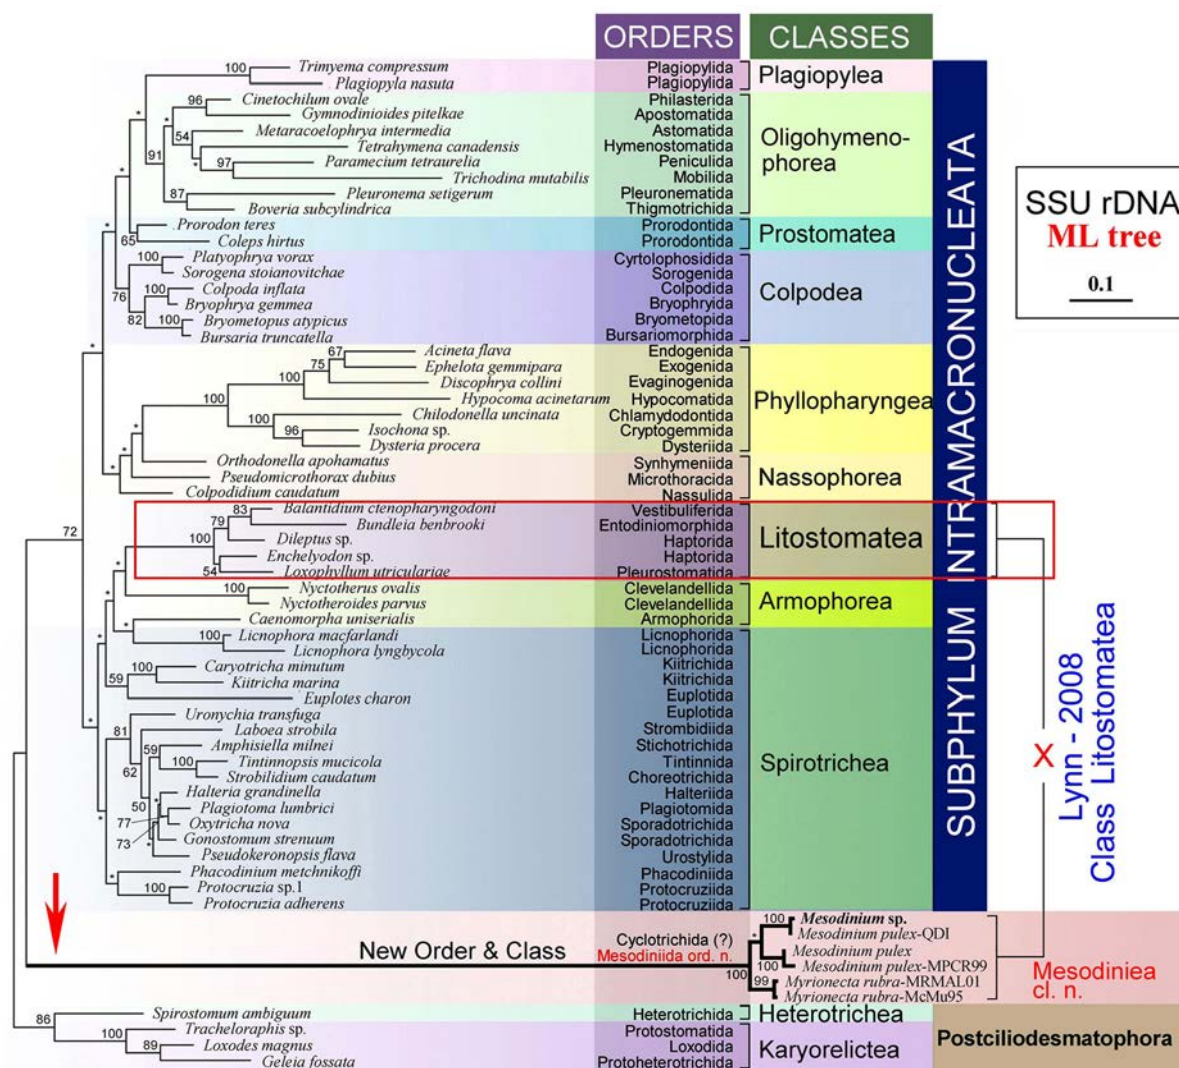 ORDERS CLASSES
100 Trimyema compressum Plagiopylida Plagiopylea
Plagiopyla nasuta Plagiopylida
96 Cinetochilum ovale Philasterida
Gymnodinioides pitelkae Apostomatida
54 Metaracoelophrya intermedia Astomatida Oligohymeno-
Tetrahymena canadensis Hymenostomatida phorea
91 * 97 Paramecium tetraurelia Peniculida
Trichodina mutabilis Mobilida
87 Pleuronema setigerum Pleuronematida
Boveria subcylindrica Thigmotrichida
Prorodon teres Prorodontida Prostomatea
65 Coleps hirtus Prorodontida
100 Platyophrya vorax Cyrtolophosidida
Sorogena stoianovitchae Sorogenida
76 100 Colpoda inflata Colpodida Colpodea
Bryophrya gemmea Bryophryida
82 100 Bryometopus atypicus Bryometopida
Bursaria truncatella Bursariomorphida
67 Acineta flava Endogenida
75 Ephelota gemmipara Exogenida
100 Discophrya collini Evaginogenida
100 Hypocoma acinetarum Hypocomatida Phyllopharyngea
100 Chilodonella uncinata Chlamydodontida
96 Isochona sp. Cryptogemmida
Dysteria procera Dysteriida
Orthodonella apohamatus Synhymeniida
Pseudomicrothorax dubius Microthoracida Nassophorea
Colpodidium caudatum Nassulida
72 83 Balantidium ctenopharyngodoni Vestibuliferida
79 Bundleia benbrooki Entodiniomorphida
100 Dileptus sp. Haptorida Litostomatea
Enchelyodon sp. Haptorida
54 Loxophyllum utriculariae Pleurostomatida
100 Nyctotherus ovalis Clevelandellida
Nyctotheroides parvus Clevelandellida Armophorea
Caenomorpha uniserialis Armophorida
100 Licnophora macfarlandi Licnophorida
Licnophora lyngbycola Licnophorida
100 Caryotricha minutum Kiitrichida
59 Kiitricha marina Kiitrichida
Euplotes charon Euplotida
81 Uronychia transfuga Euplotida
Laboea strobila Strombidiida
59 Amphisiella milnei Stichotrichida
62 100 Tintinnopsis mucicola Tintinnida Spirotrichea
Strobilidium caudatum Choreotrichida
50 * Halteria grandinella Halteriida
Plagiotoma lumbrici Plagiotomida
77 Oxytricha nova Sporadotrichida
73 Gonostomum strenuum Sporadotrichida
* Pseudokeronopsis flava Urostylida
Phacodinium metchnikoffi Phacodiniida
100 Protocruzia sp.1 Protocruziida
Protocruzia adherens Protocruziida
New Order & Class
Cyclotrichida (?)
Mesodiniida ord. n.
100 Mesodinium sp.
Mesodinium pulex-QDI
Mesodinium pulex
100 Mesodinium pulex-MPCR99
99 Myrionecta rubra-MRMAL01
100 Myrionecta rubra-McMu95
Mesodiniea
cl. n.
86 Spirostomum ambiguum Heterotrichida Heterotrichea
100 Tracheloraphis sp. Protostomatida
89 Loxodes magnus Loxodida Karyorelictea
Geleia fossata Protoheterotrichida
Postciliodesmatophora
SUBPHYLUM INTRAMACRONUCLEATA
SSU rDNA
ML tree
0.1
X
Lynn - 2008
Class Litostomatea